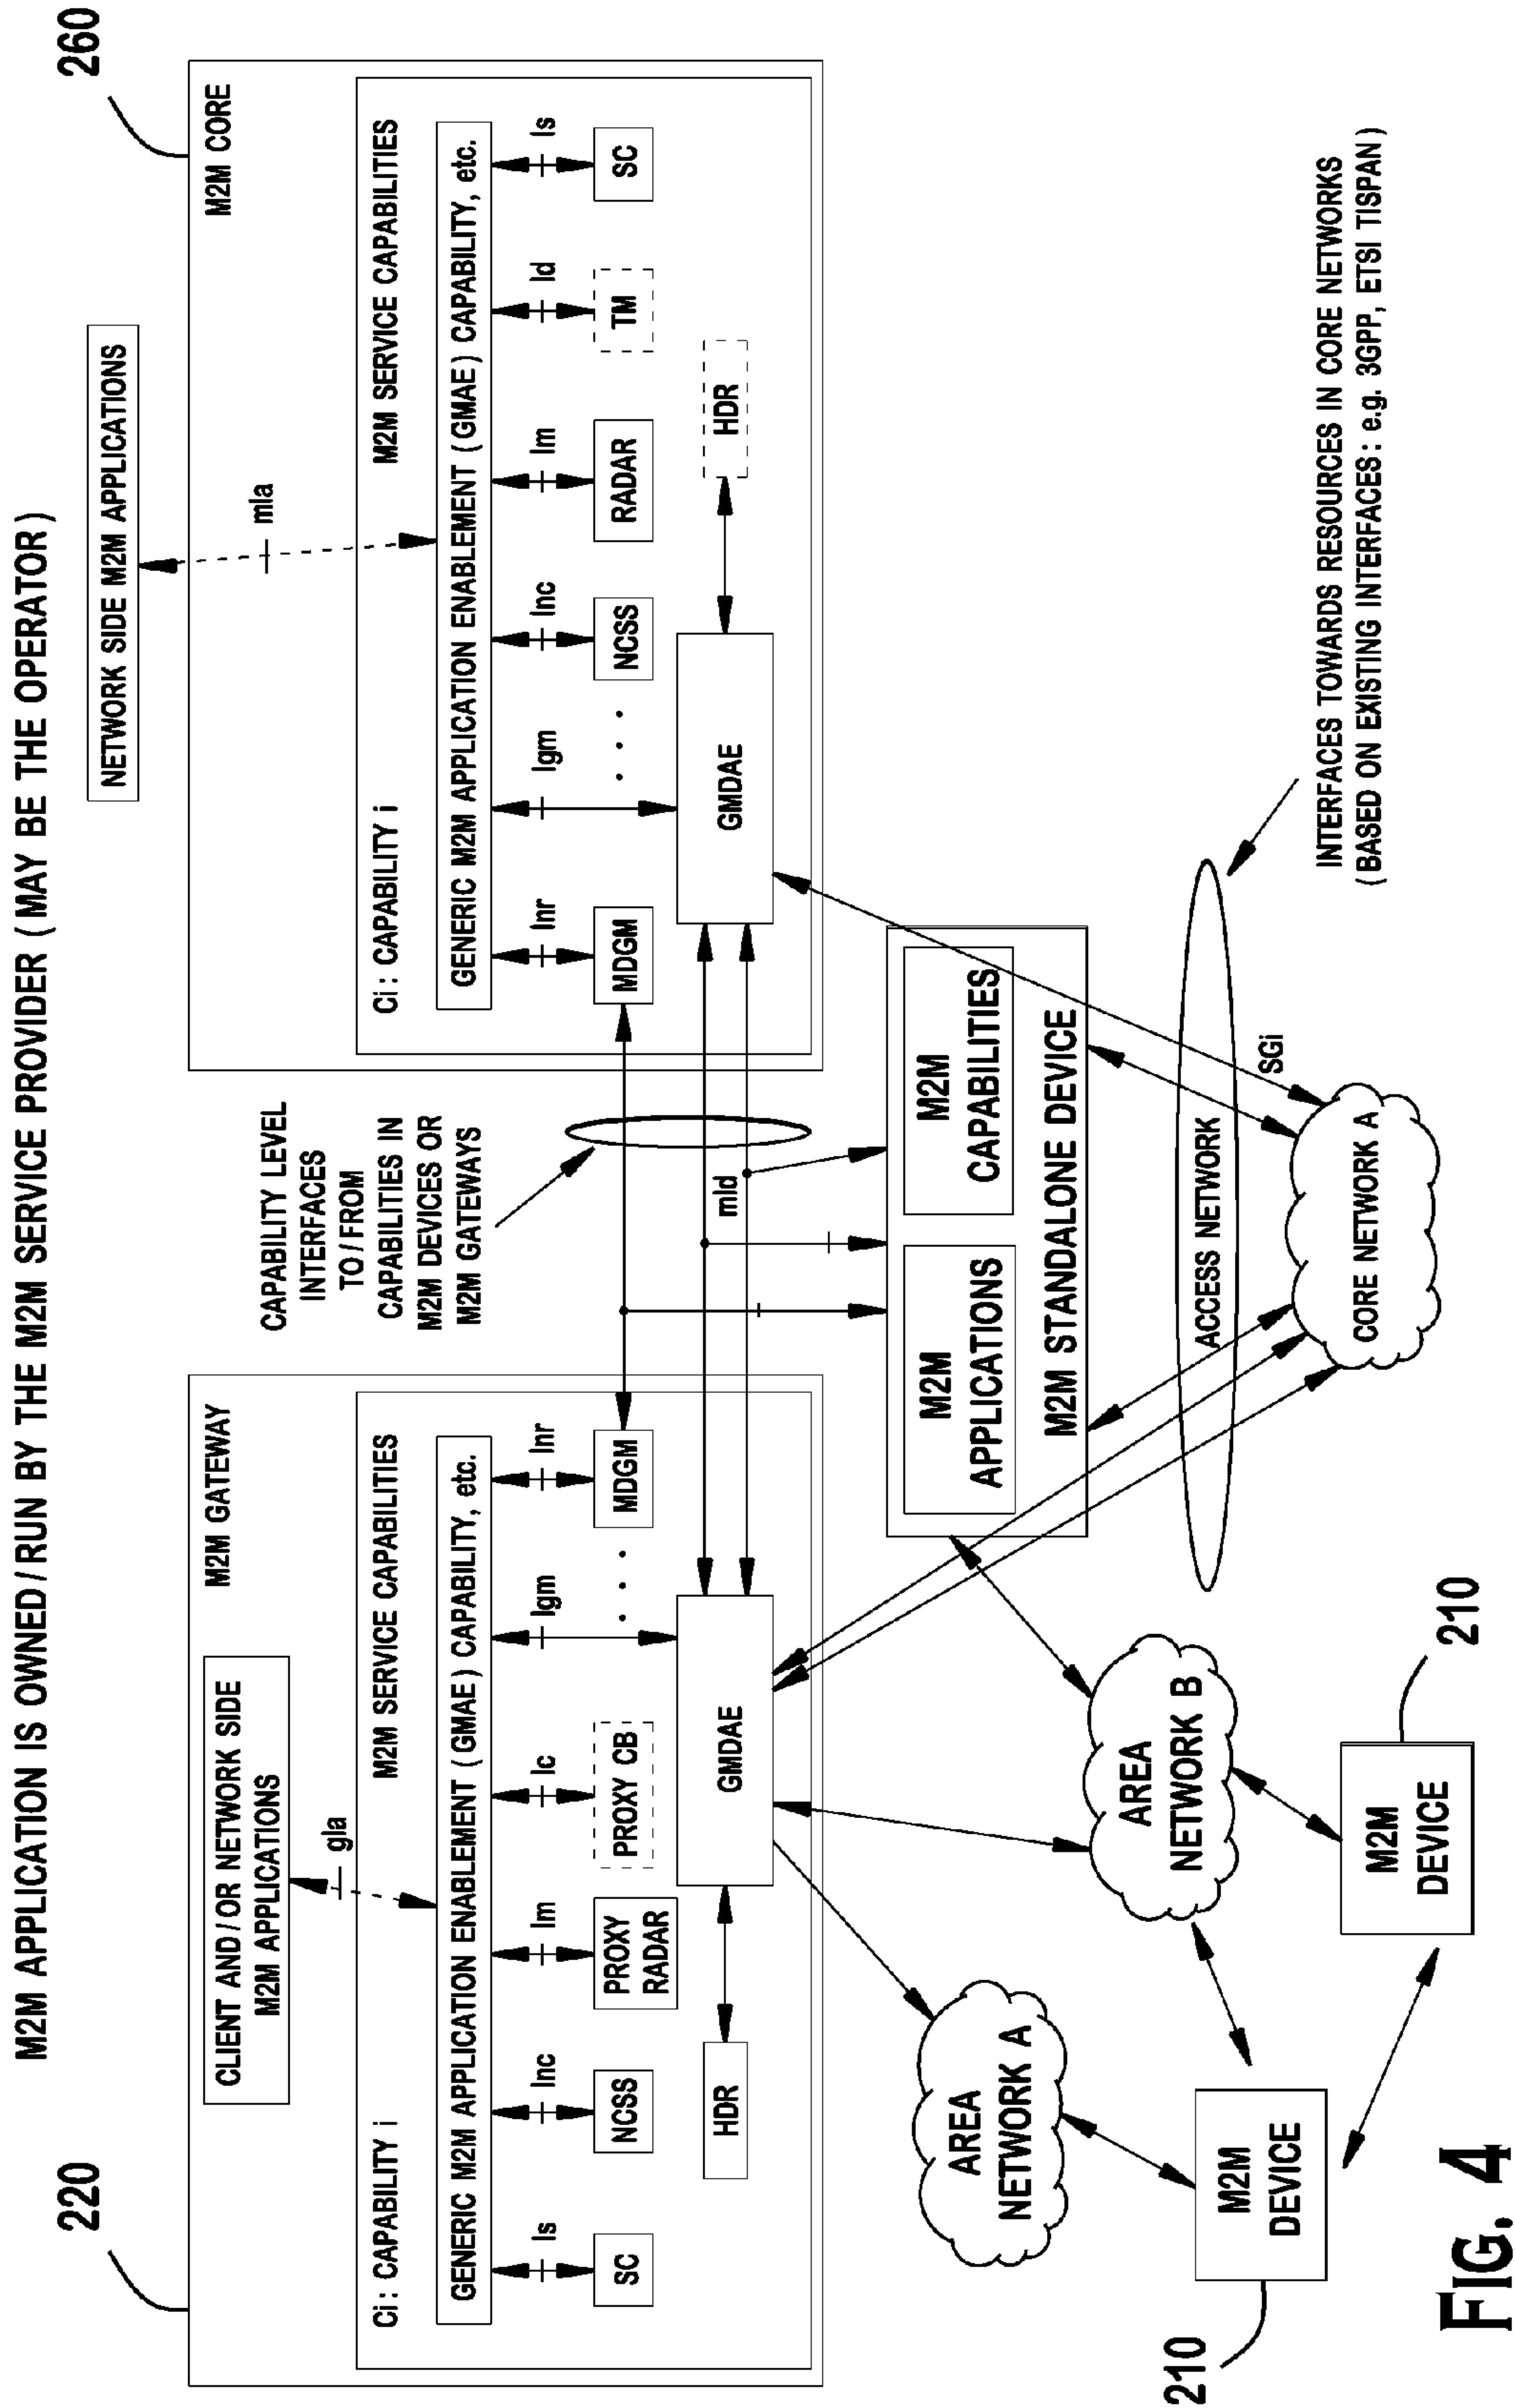 M2M APPLICATION IS OWNED/RUN BY THE M2M SERVICE PROVIDER (MAY BE THE OPERATOR)
220
M2M GATEWAY
CLIENT AND/OR NETWORK SIDE
M2M APPLICATIONS
gIa
Ci: CAPABILITY i
M2M SERVICE CAPABILITIES
GENERIC M2M APPLICATION ENABLEMENT (GMAE) CAPABILITY, etc.
Is
Inc
Im
Ic
Igm
Inr
SC
NCSS
PROXY
RADAR
PROXY CB
. . .
MDGM
HDR
GMDAE
CAPABILITY LEVEL
INTERFACES
TO/FROM
CAPABILITIES IN
M2M DEVICES OR
M2M GATEWAYS
mId
260
NETWORK SIDE M2M APPLICATIONS
mIa
M2M CORE
Ci: CAPABILITY i
M2M SERVICE CAPABILITIES
GENERIC M2M APPLICATION ENABLEMENT (GMAE) CAPABILITY, etc.
Inr
Igm
Inc
Im
Id
Is
MDGM
. . .
NCSS
RADAR
TM
SC
GMDAE
HDR
M2M
APPLICATIONS
M2M
CAPABILITIES
M2M STANDALONE DEVICE
ACCESS NETWORK
SGi
CORE NETWORK A
INTERFACES TOWARDS RESOURCES IN CORE NETWORKS
(BASED ON EXISTING INTERFACES: e.g. 3GPP, ETSI TISPAN)
AREA
NETWORK A
AREA
NETWORK B
M2M
DEVICE
210
M2M
DEVICE
210
FIG. 4